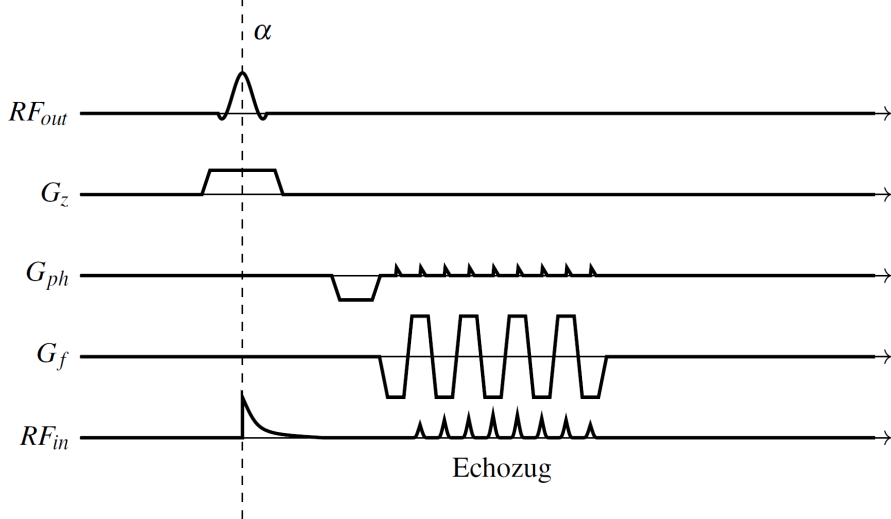 α
RF_out
G_z
G_ph
G_f
RF_in
Echozug